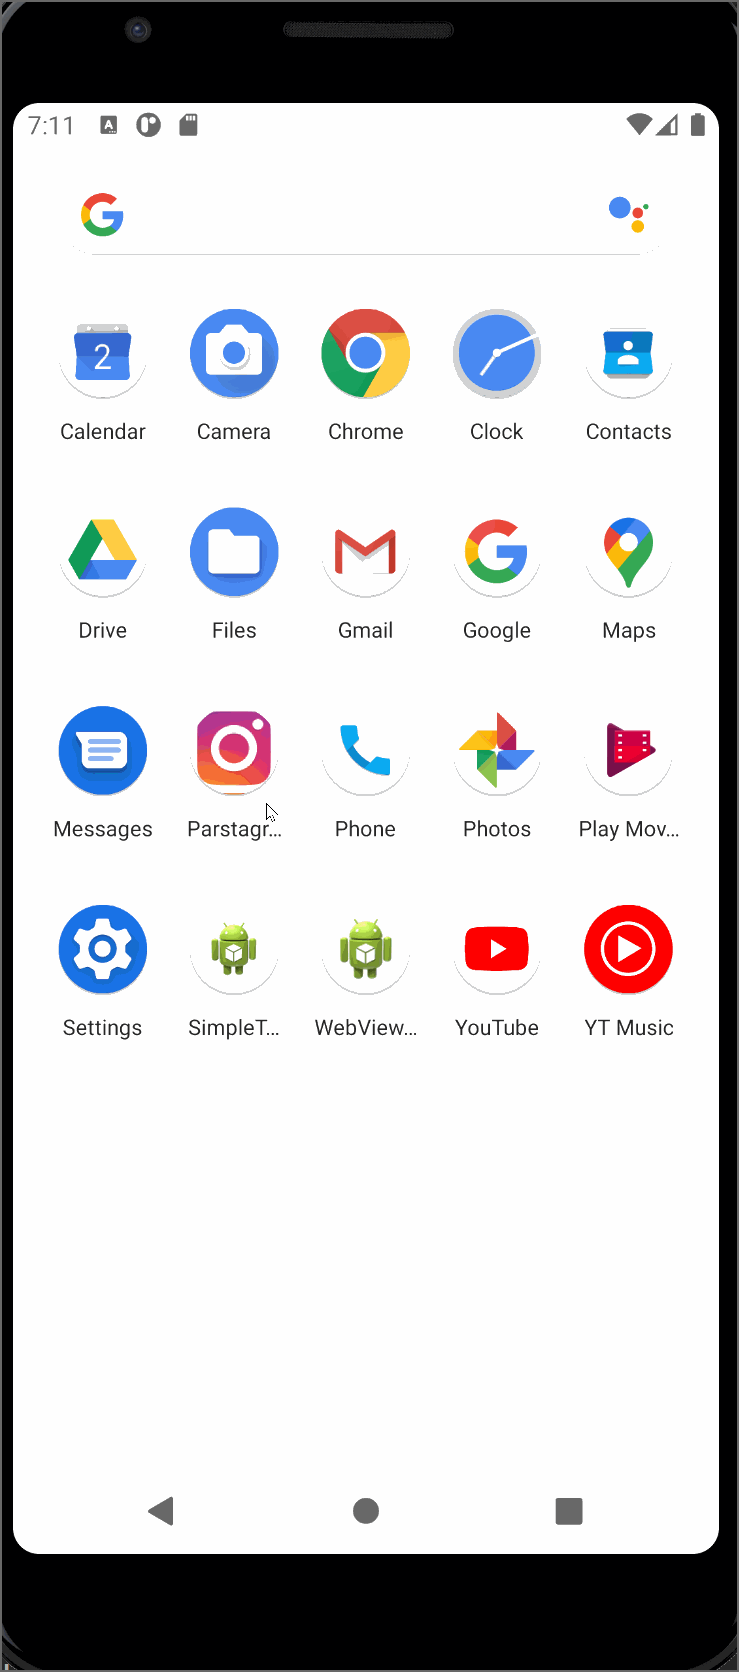 7:11
Calendar Camera Chrome Clock Contacts
Drive Files Gmail Google Maps
Messages Parstagr... Phone Photos Play Mov...
Settings SimpleT... WebView... YouTube YT Music